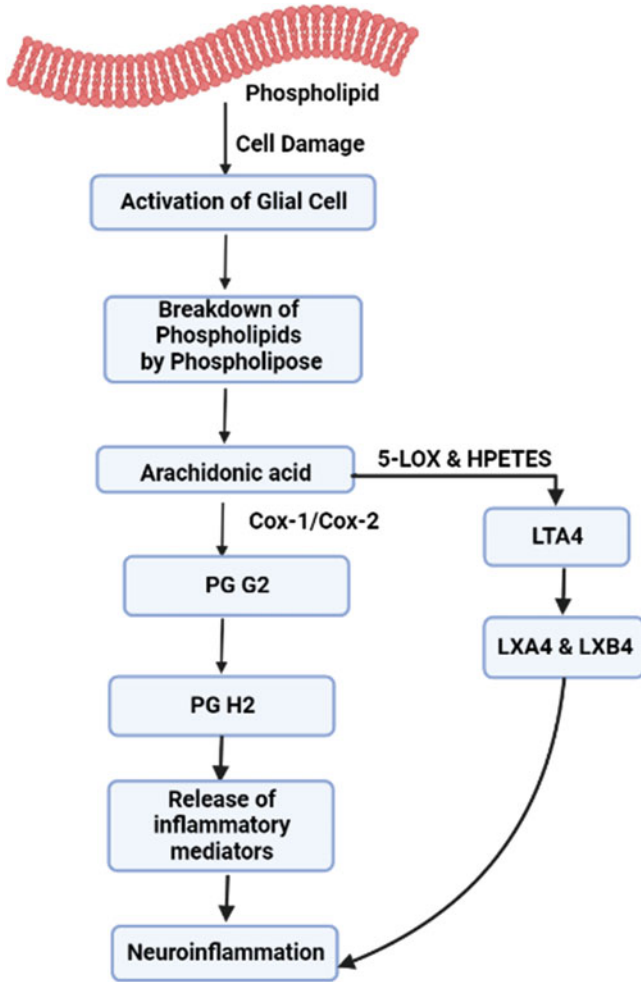 Phospholipid
Cell Damage
Activation of Glial Cell
Breakdown of
Phospholipids
by Phospholipose
Arachidonic acid
5-LOX & HPETES
Cox-1/Cox-2
LTA4
PG G2
LXA4 & LXB4
PG H2
Release of
inflammatory
mediators
Neuroinflammation